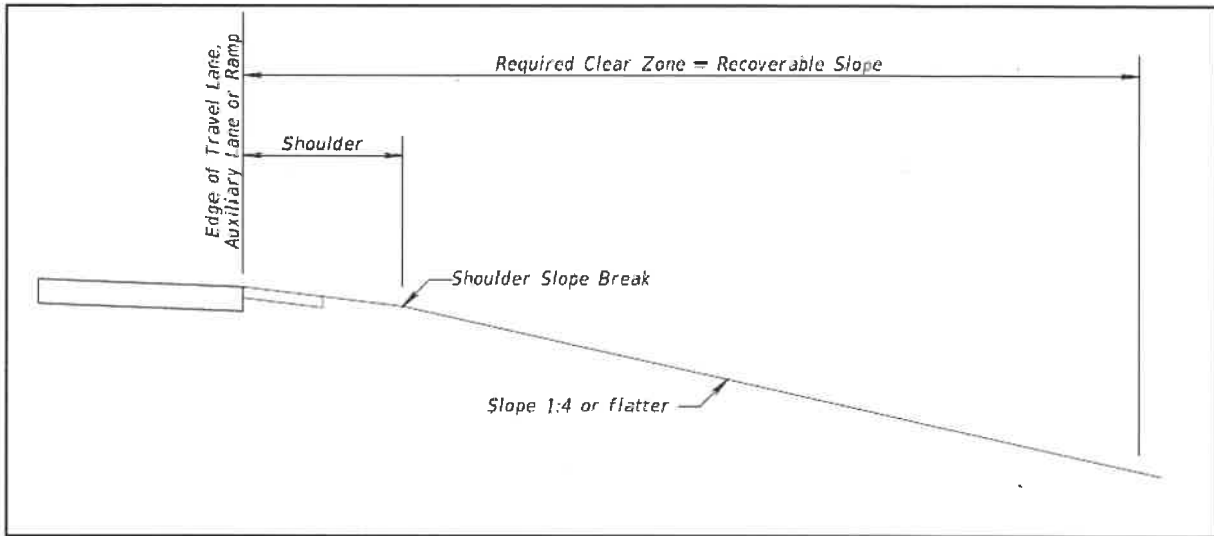 Edge of Travel Lane,
Auxiliary Lane or Ramp
Required Clear Zone = Recoverable Slope
Shoulder
Shoulder Slope Break
Slope 1:4 or flatter